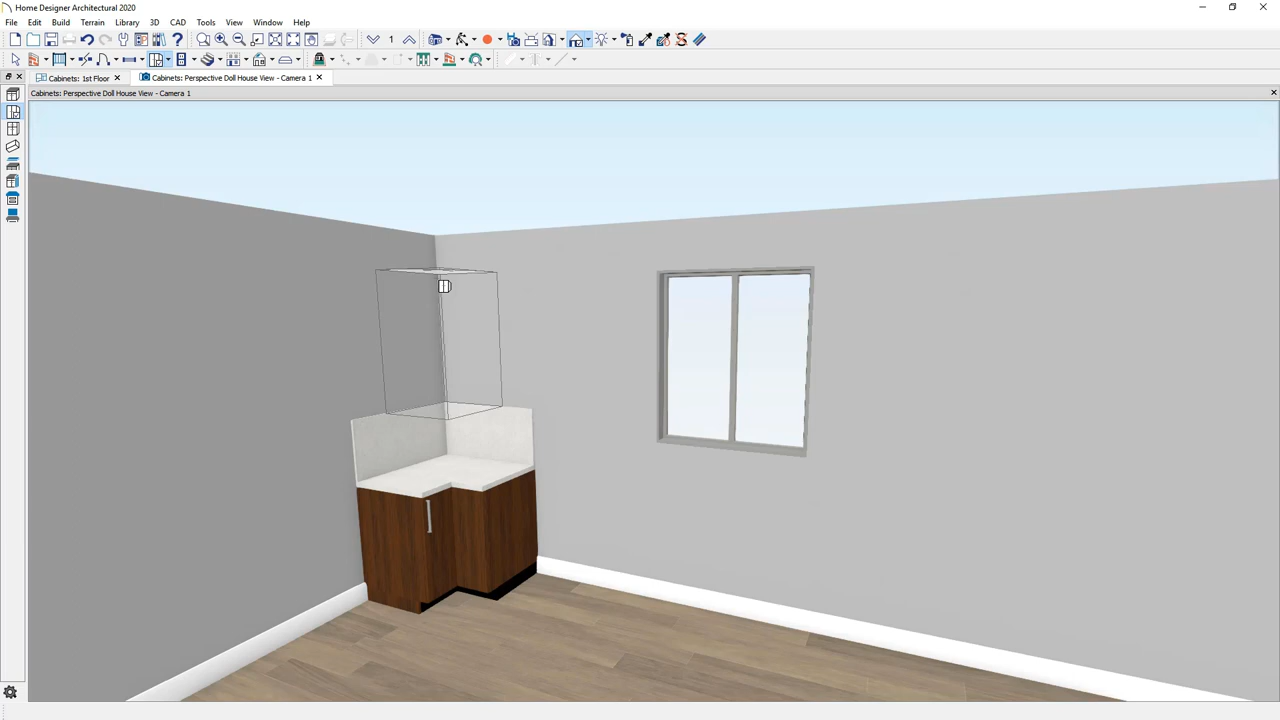 Home Designer Architectural 2020
File Edit Build Terrain Library 3D CAD Tools View Window Help
1
Cabinets: 1st Floor Cabinets: Perspective Doll House View - Camera 1
Cabinets: Perspective Doll House View - Camera 1